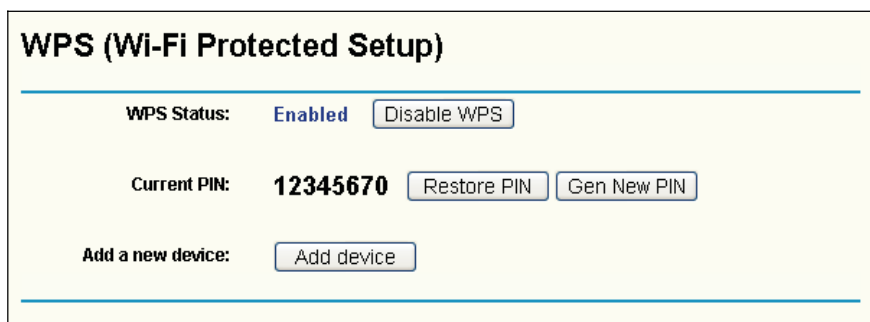 WPS (Wi-Fi Protected Setup)
WPS Status: Enabled Disable WPS
Current PIN: 12345670 Restore PIN Gen New PIN
Add a new device: Add device